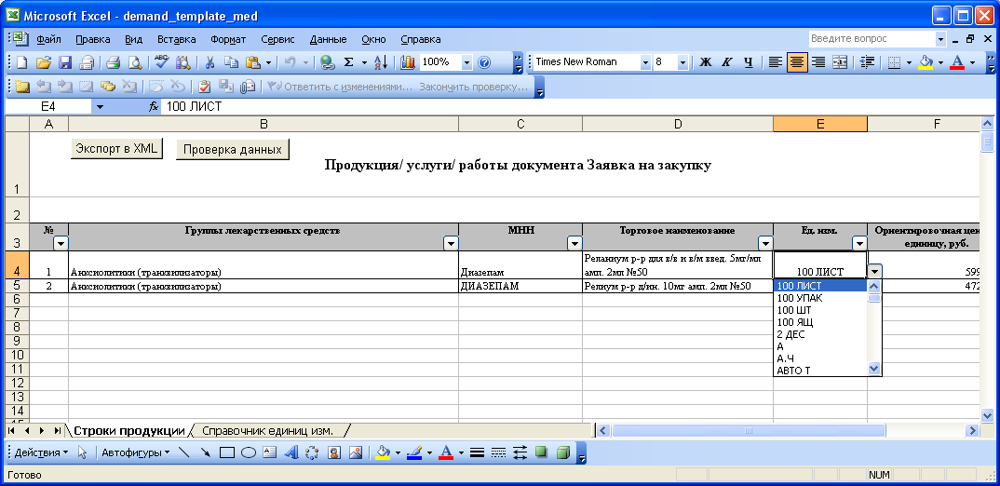 Microsoft Excel - demand_template_med
Файл Правка Вид Вставка Формат Сервис Данные Окно Справка Введите вопрос
100% Times New Roman 8 Ж К Ч
Ответить с изменениями... Закончить проверку...
E4 fx 100 ЛИСТ
A B C D E F
Экспорт в XML Проверка данных
Продукция/ услуги/ работы документа Заявка на закупку
1
2
№ Группы лекарственных средств МНН Торговое наименование Ед. изм. Ориентировочная цен
3 единицу, руб.
Реланиум р-р для в/в и в/м введ. 5мг/мл
4 1 Анксиолитики (транквилизаторы) Диазепам амп. 2мл №50 100 ЛИСТ 599
5 2 Анксиолитики (транквилизаторы) ДИАЗЕПАМ Релиум р-р д/ин. 10мг амп. 2мл №50 100 ЛИСТ 472
6 100 УПАК
7 100 ШТ
8 100 ЯЩ
9 2 ДЕС
10 А
11 А.Ч
АВТО Т
12
13
14
Строки продукции Справочник единиц изм.
Действия Автофигуры
Готово NUM